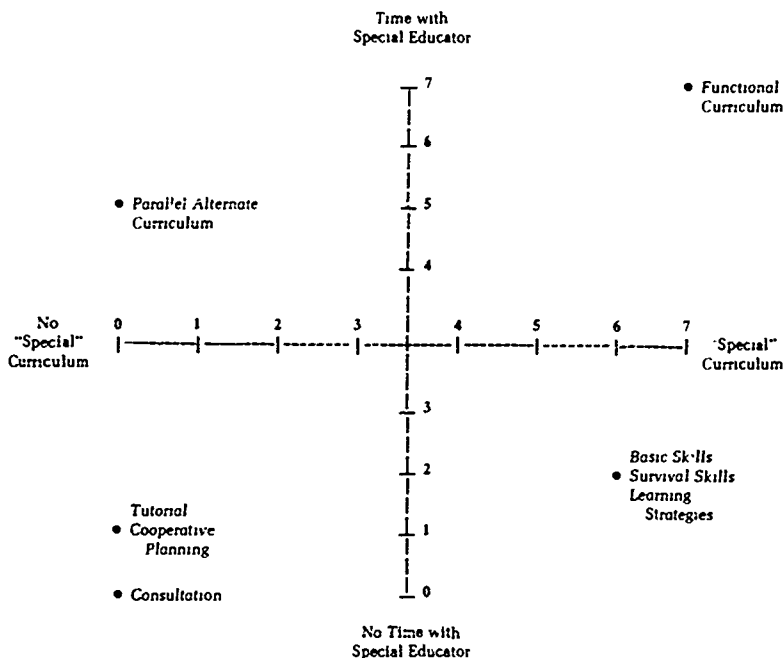 Time with
Special Educator
7
Functional
Curriculum
6
Parallel Alternate
Curriculum
5
4
No
"Special"
Curriculum
0 1 2 3 4 5 6 7
"Special"
Curriculum
3
Basic Skills
Survival Skills
Learning
Strategies
2
Tutorial
Cooperative
Planning
1
Consultation
0
No Time with
Special Educator